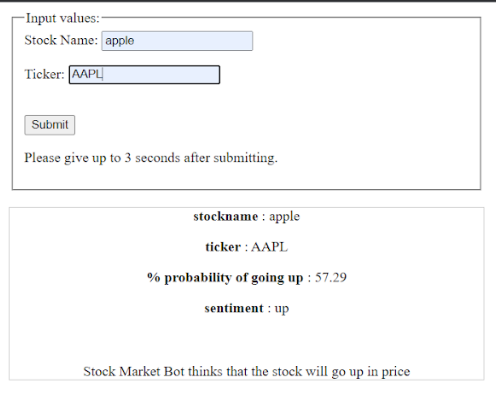 Input values:
Stock Name: apple
Ticker: AAPL
Submit
Please give up to 3 seconds after submitting.
stockname : apple
ticker : AAPL
% probability of going up : 57.29
sentiment : up
Stock Market Bot thinks that the stock will go up in price